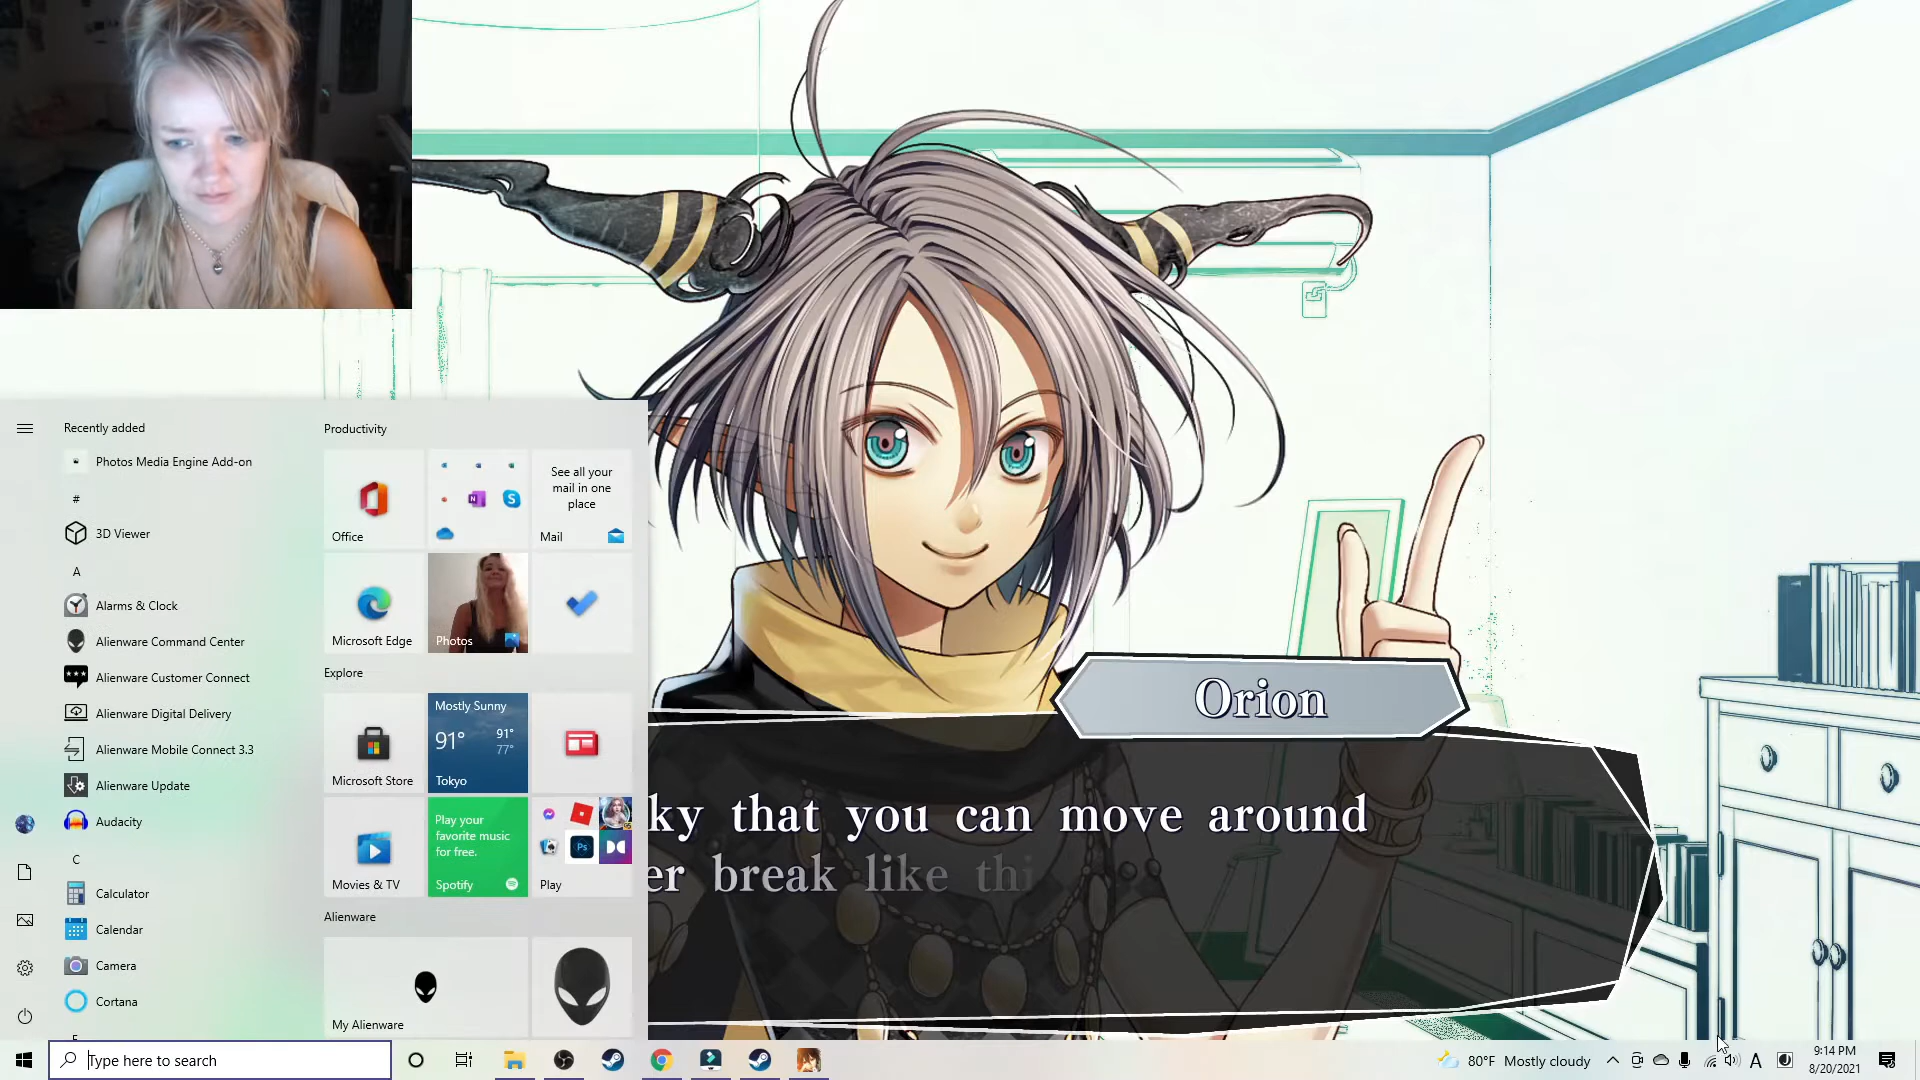 Recently added
Photos Media Engine Add-on
#
3D Viewer
A
Alarms & Clock
Alienware Command Center
Alienware Customer Connect
Alienware Digital Delivery
Alienware Mobile Connect 3.3
Alienware Update
Audacity
C
Calculator
Calendar
Camera
Cortana
Productivity
Office
See all your
mail in one
place
Mail
Microsoft Edge
Photos
Explore
Microsoft Store
Mostly Sunny
91°
91°
77°
Tokyo
Movies & TV
Play your
favorite music
for free.
Spotify
Ps
Play
Alienware
My Alienware
Orion
ky that you can move around
er break like thi
Type here to search
80°F Mostly cloudy
A
9:14 PM
8/20/2021